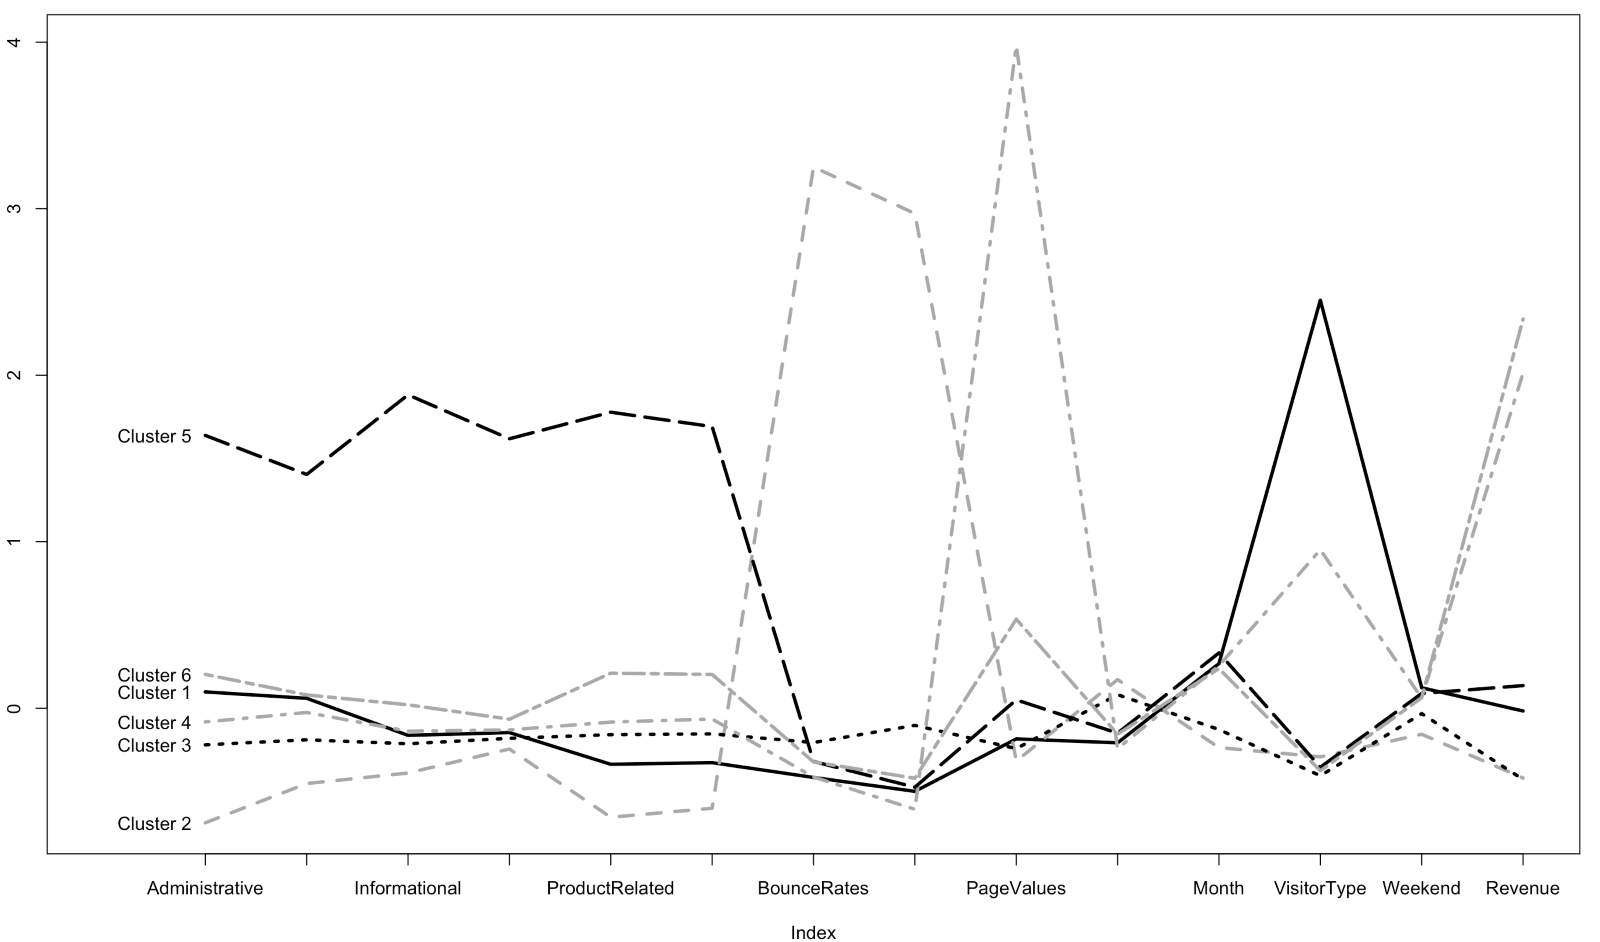 4
3
2
1
0
Cluster 5
Cluster 6
Cluster 1
Cluster 4
Cluster 3
Cluster 2
Administrative Informational ProductRelated BounceRates PageValues Month VisitorType Weekend Revenue
Index